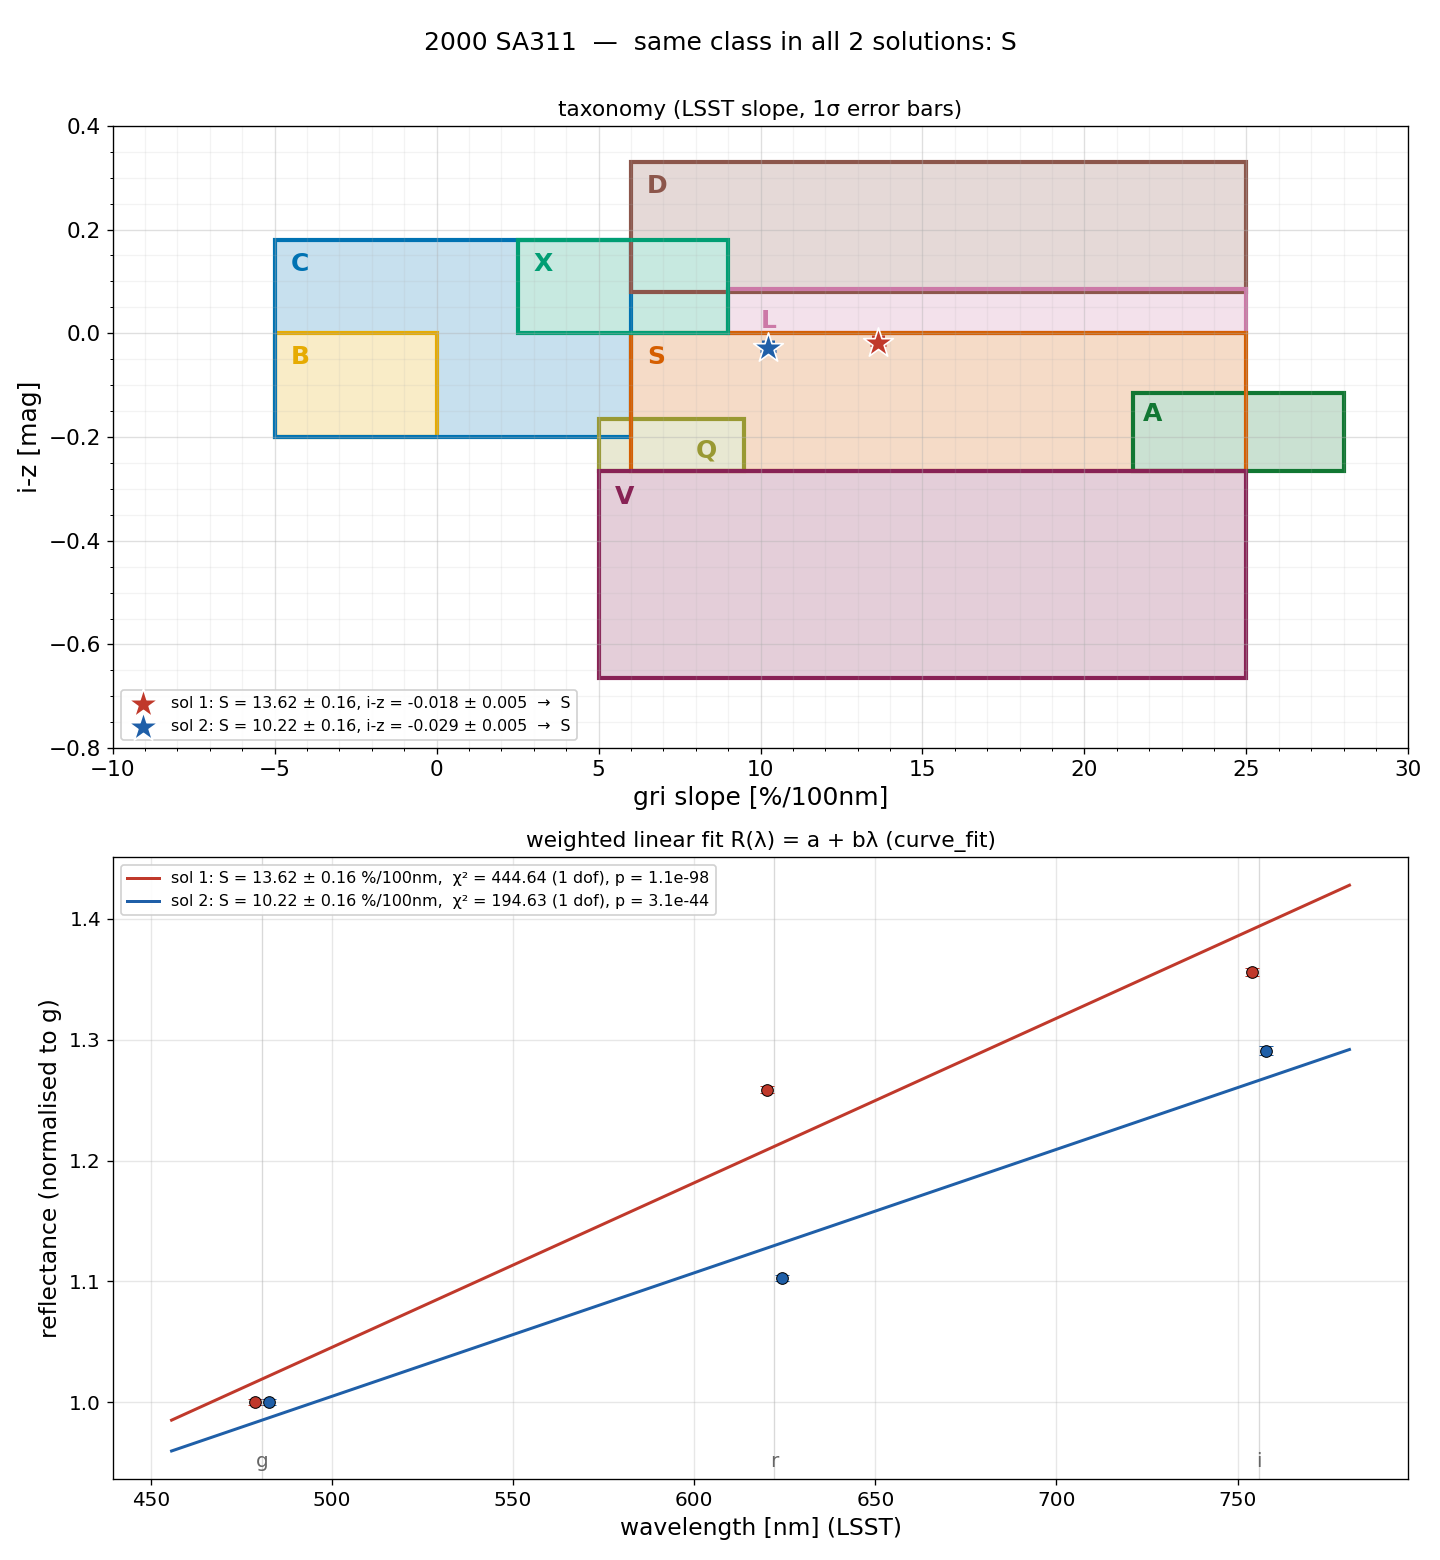 2000 SA311 — same class in all 2 solutions: S
taxonomy (LSST slope, 1σ error bars)
0.4
0.2
0.0
−0.2
−0.4
−0.6
−0.8
i-z [mag]
D
C
X
L
B
S
A
Q
V
sol 1: S = 13.62 ± 0.16, i-z = -0.018 ± 0.005 → S
sol 2: S = 10.22 ± 0.16, i-z = -0.029 ± 0.005 → S
−10 −5 0 5 10 15 20 25 30
gri slope [%/100nm]
weighted linear fit R(λ) = a + bλ (curve_fit)
sol 1: S = 13.62 ± 0.16 %/100nm, χ² = 444.64 (1 dof), p = 1.1e-98
sol 2: S = 10.22 ± 0.16 %/100nm, χ² = 194.63 (1 dof), p = 3.1e-44
1.4
1.3
1.2
1.1
1.0
reflectance (normalised to g)
g r i
450 500 550 600 650 700 750
wavelength [nm] (LSST)